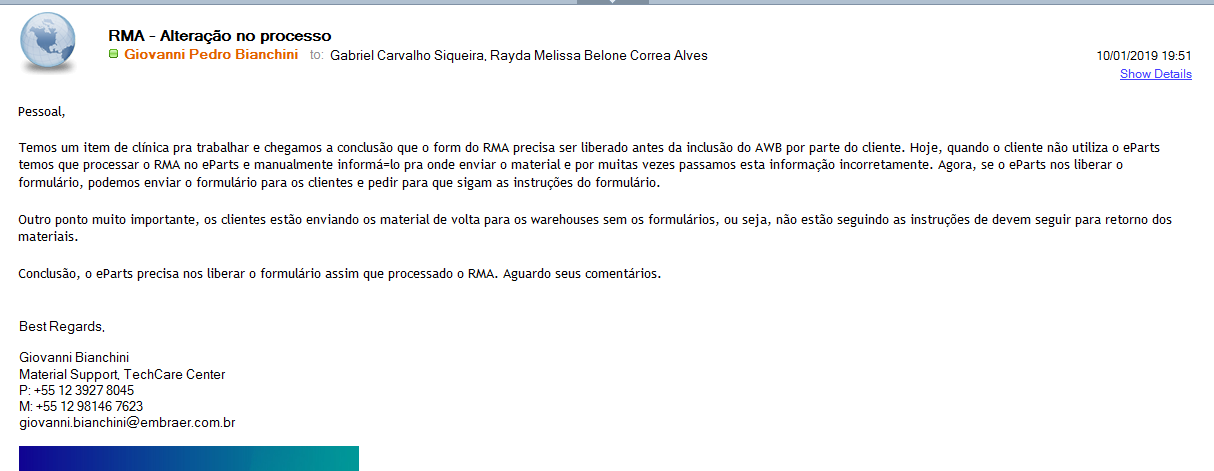 RMA - Alteração no processo
Giovanni Pedro Bianchini to: Gabriel Carvalho Siqueira, Rayda Melissa Belone Correa Alves
10/01/2019 19:51
Show Details
Pessoal,
Temos um item de clínica pra trabalhar e chegamos a conclusão que o form do RMA precisa ser liberado antes da inclusão do AWB por parte do cliente. Hoje, quando o cliente não utiliza o eParts
temos que processar o RMA no eParts e manualmente informá=lo pra onde enviar o material e por muitas vezes passamos esta informação incorretamente. Agora, se o eParts nos liberar o
formulário, podemos enviar o formulário para os clientes e pedir para que sigam as instruções do formulário.
Outro ponto muito importante, os clientes estão enviando os material de volta para os warehouses sem os formulários, ou seja, não estão seguindo as instruções de devem seguir para retorno dos
materiais.
Conclusão, o eParts precisa nos liberar o formulário assim que processado o RMA. Aguardo seus comentários.
Best Regards,
Giovanni Bianchini
Material Support, TechCare Center
P: +55 12 3927 8045
M: +55 12 98146 7623
giovanni.bianchini@embraer.com.br